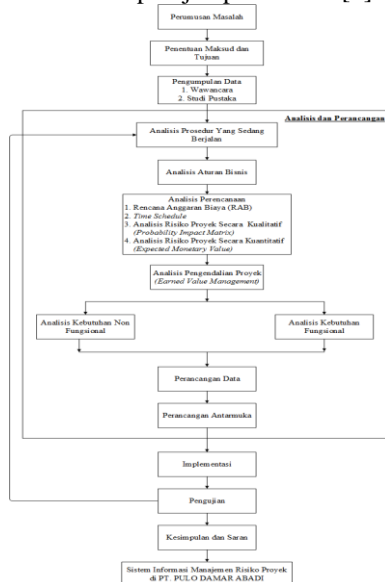 Perumusan Masalah
Penentuan Maksud dan
Tujuan
Pengumpulan Data
1. Wawancara
2. Studi Pustaka
Analisis dan Perancangan
Analisis Prosedur Yang Sedang
Berjalan
Analisis Aturan Bisnis
Analisis Perencanaan
1. Rencana Anggaran Biaya (RAB)
2. Time Schedule
3. Analisis Risiko Proyek Secara Kualitatif
(Probability Impact Matrix)
4. Analisis Risiko Proyek Secara Kuantitatif
(Expected Monetary Value)
Analisis Pengendalian Proyek
(Earned Value Management)
Analisis Kebutuhan Non
Fungsional
Analisis Kebutuhan
Fungsional
Perancangan Data
Perancangan Antarmuka
Implementasi
Pengujian
Kesimpulan dan Saran
Sistem Informasi Manajemen Risiko Proyek
di PT. PULO DAMAR ABADI